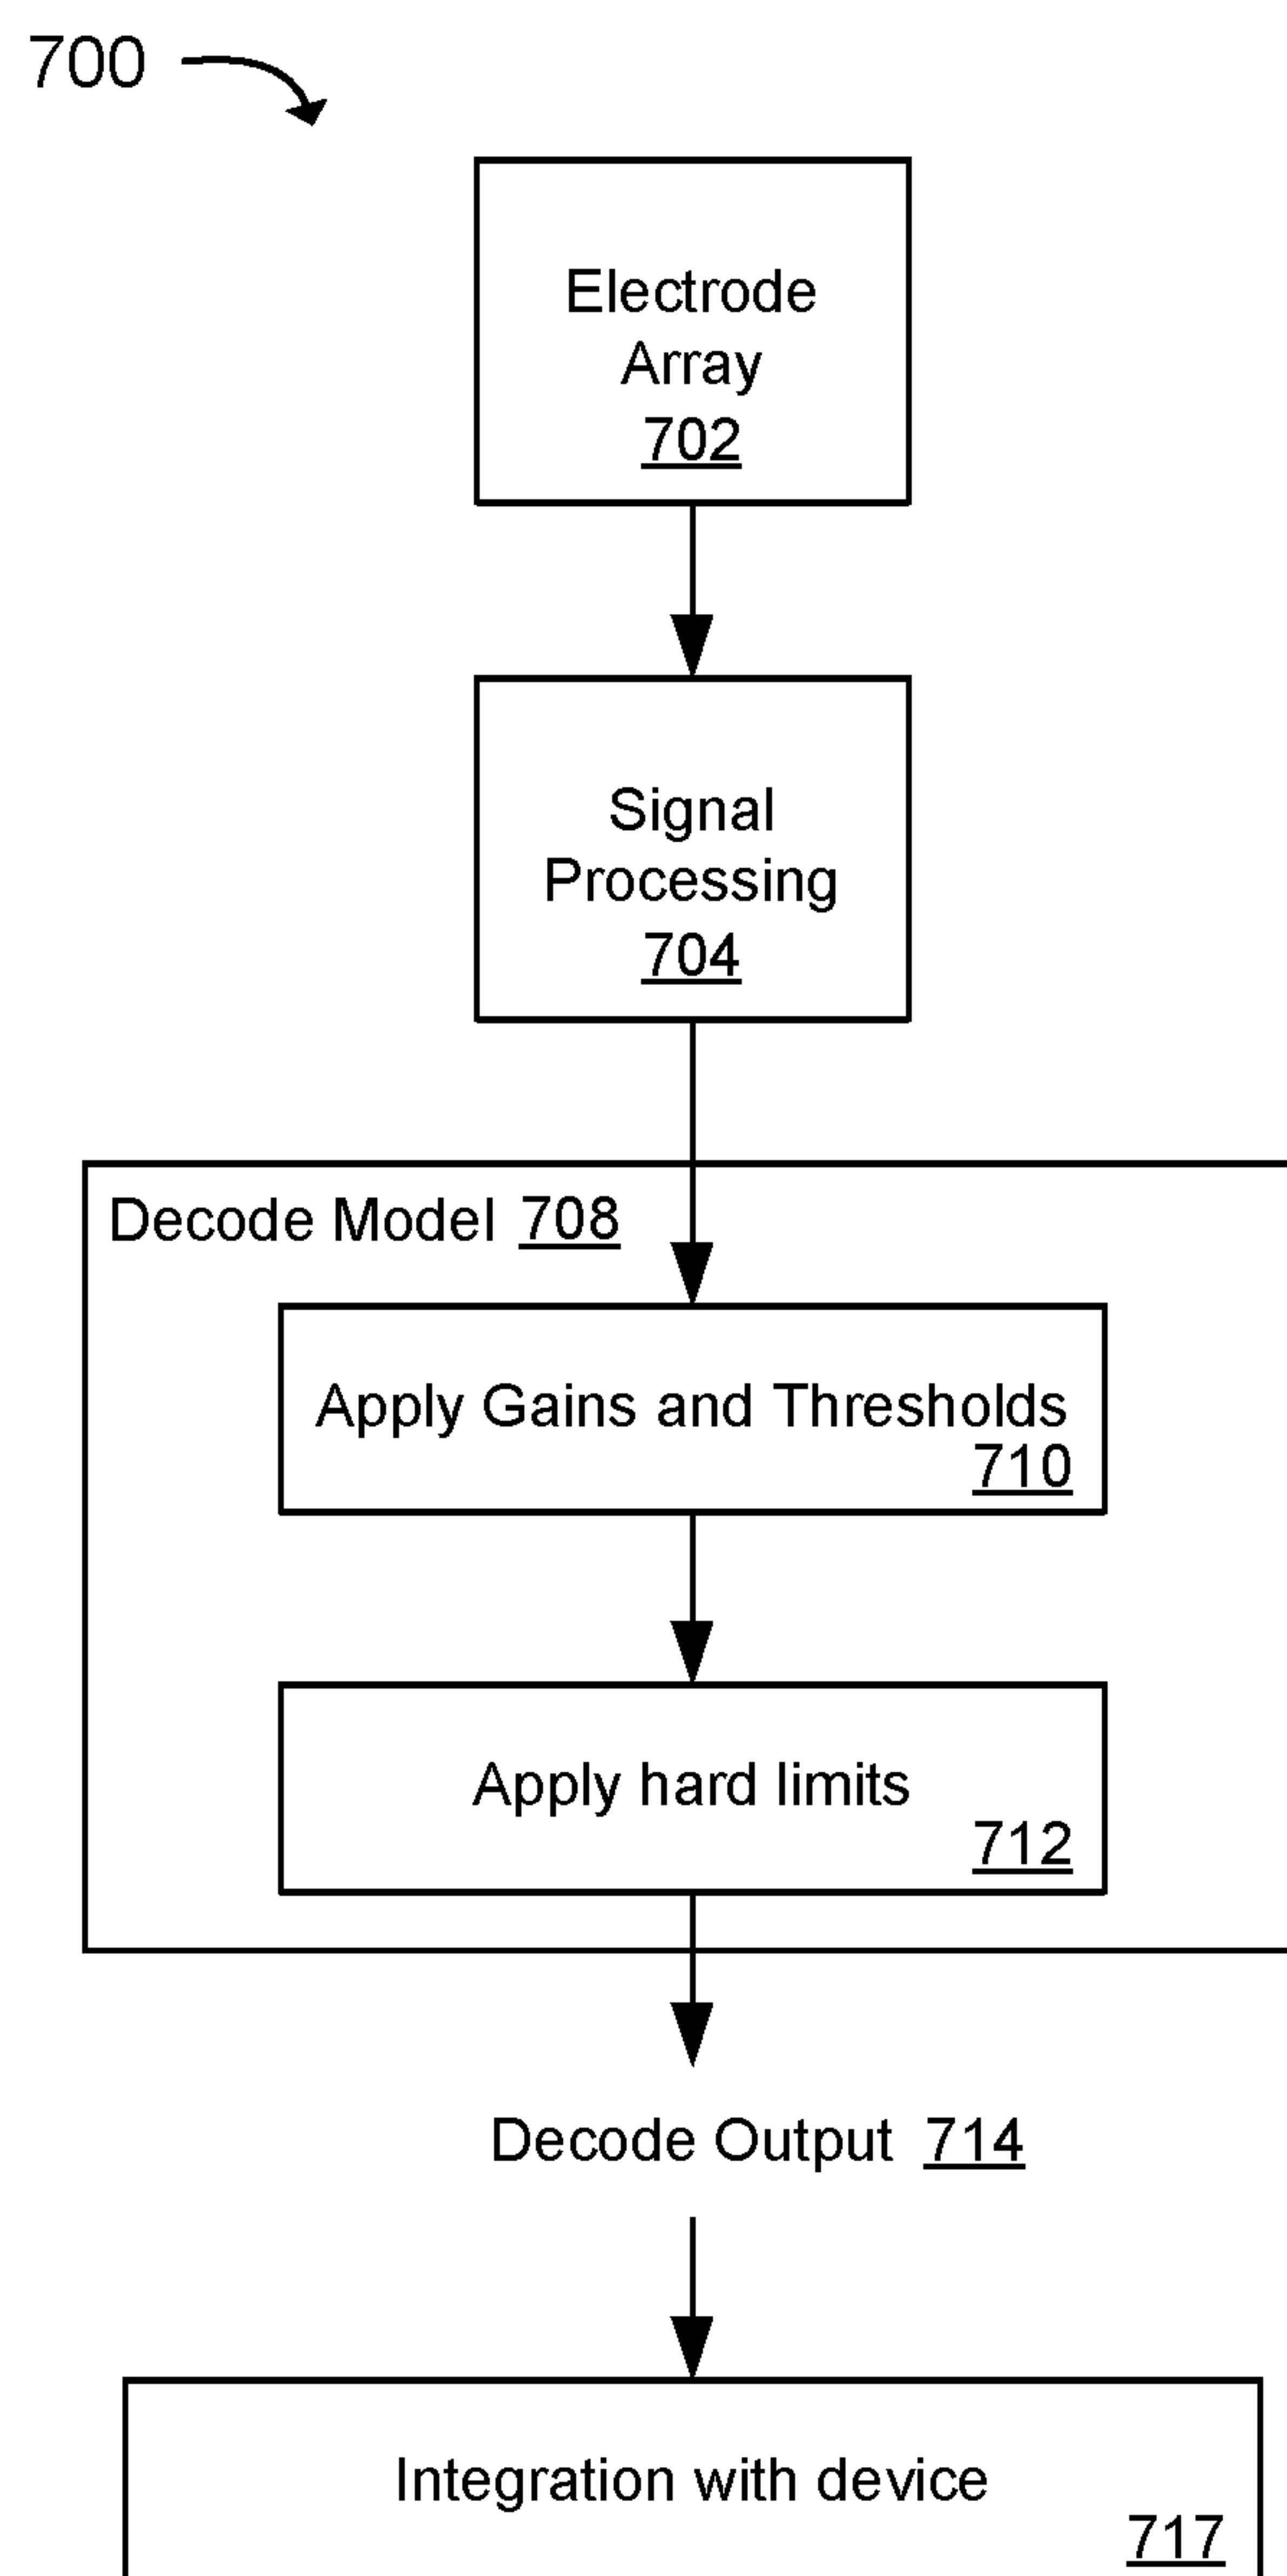 700
Electrode
Array
702
Signal
Processing
704
Decode Model 708
Apply Gains and Thresholds
710
Apply hard limits
712
Decode Output 714
Integration with device
717